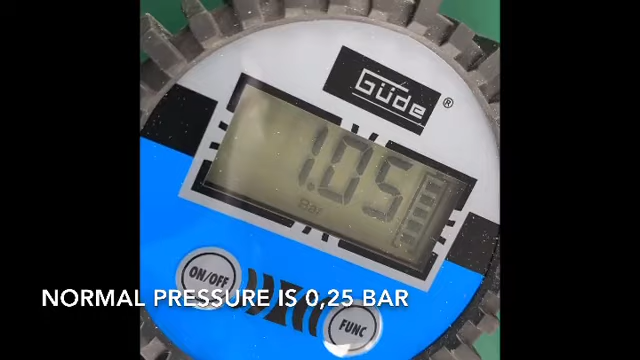 Güde®
1.05
Bar
ON/OFF
FUNC
NORMAL PRESSURE IS 0,25 BAR